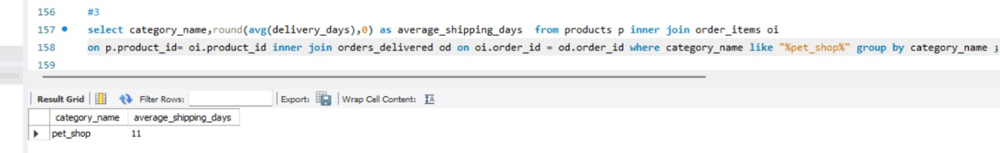 156 #3
157 select category_name,round(avg(delivery_days),0) as average_shipping_days  from products p inner join order_items oi
158 on p.product_id= oi.product_id inner join orders_delivered od on oi.order_id = od.order_id where category_name like "%pet_shop%" group by category_name ;
159
Result Grid Filter Rows: Export: Wrap Cell Content:
category_name average_shipping_days
pet_shop 11